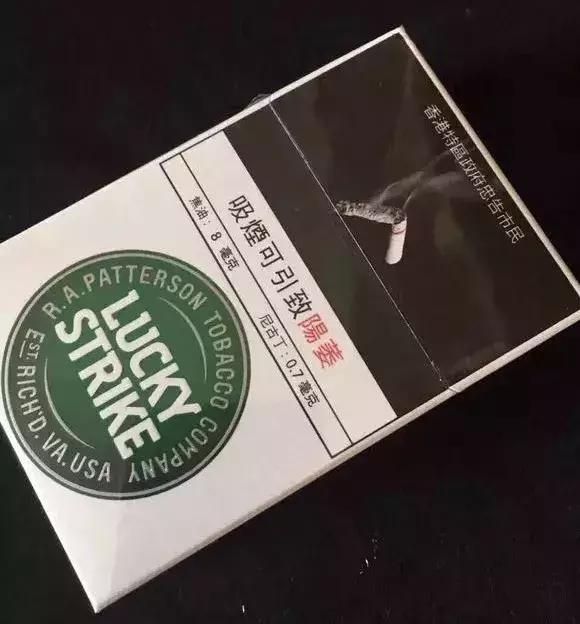 香港特區政府忠告市民
吸煙可引致陽萎
焦油：8 毫克 尼古丁：0.7 毫克
R.A.PATTERSON TOBACCO COMPANY
LUCKY
STRIKE
EST. RICH'D. VA. USA